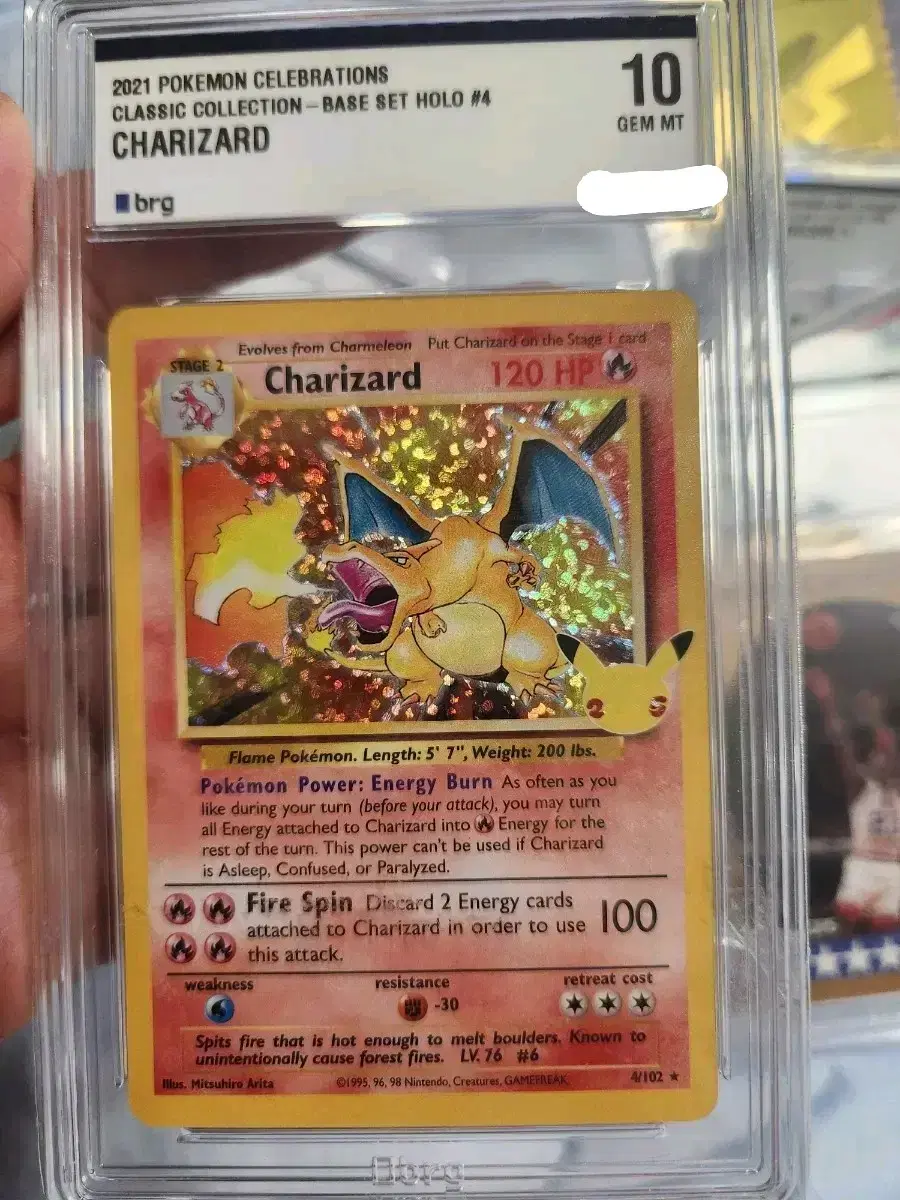 2021 POKEMON CELEBRATIONS
CLASSIC COLLECTION – BASE SET HOLO #4
CHARIZARD
10
GEM MT
brg
Evolves from Charmeleon Put Charizard on the Stage 1 card
STAGE 2
Charizard 120 HP
2 5
Flame Pokémon. Length: 5' 7", Weight: 200 lbs.
Pokémon Power: Energy Burn As often as you
like during your turn (before your attack), you may turn
all Energy attached to Charizard into Energy for the
rest of the turn. This power can't be used if Charizard
is Asleep, Confused, or Paralyzed.
Fire Spin Discard 2 Energy cards
attached to Charizard in order to use 100
this attack.
weakness resistance retreat cost
-30
Spits fire that is hot enough to melt boulders. Known to
unintentionally cause forest fires. LV. 76 #6
Illus. Mitsuhiro Arita ©1995, 96, 98 Nintendo, Creatures, GAMEFREAK. 4/102 ★
brg